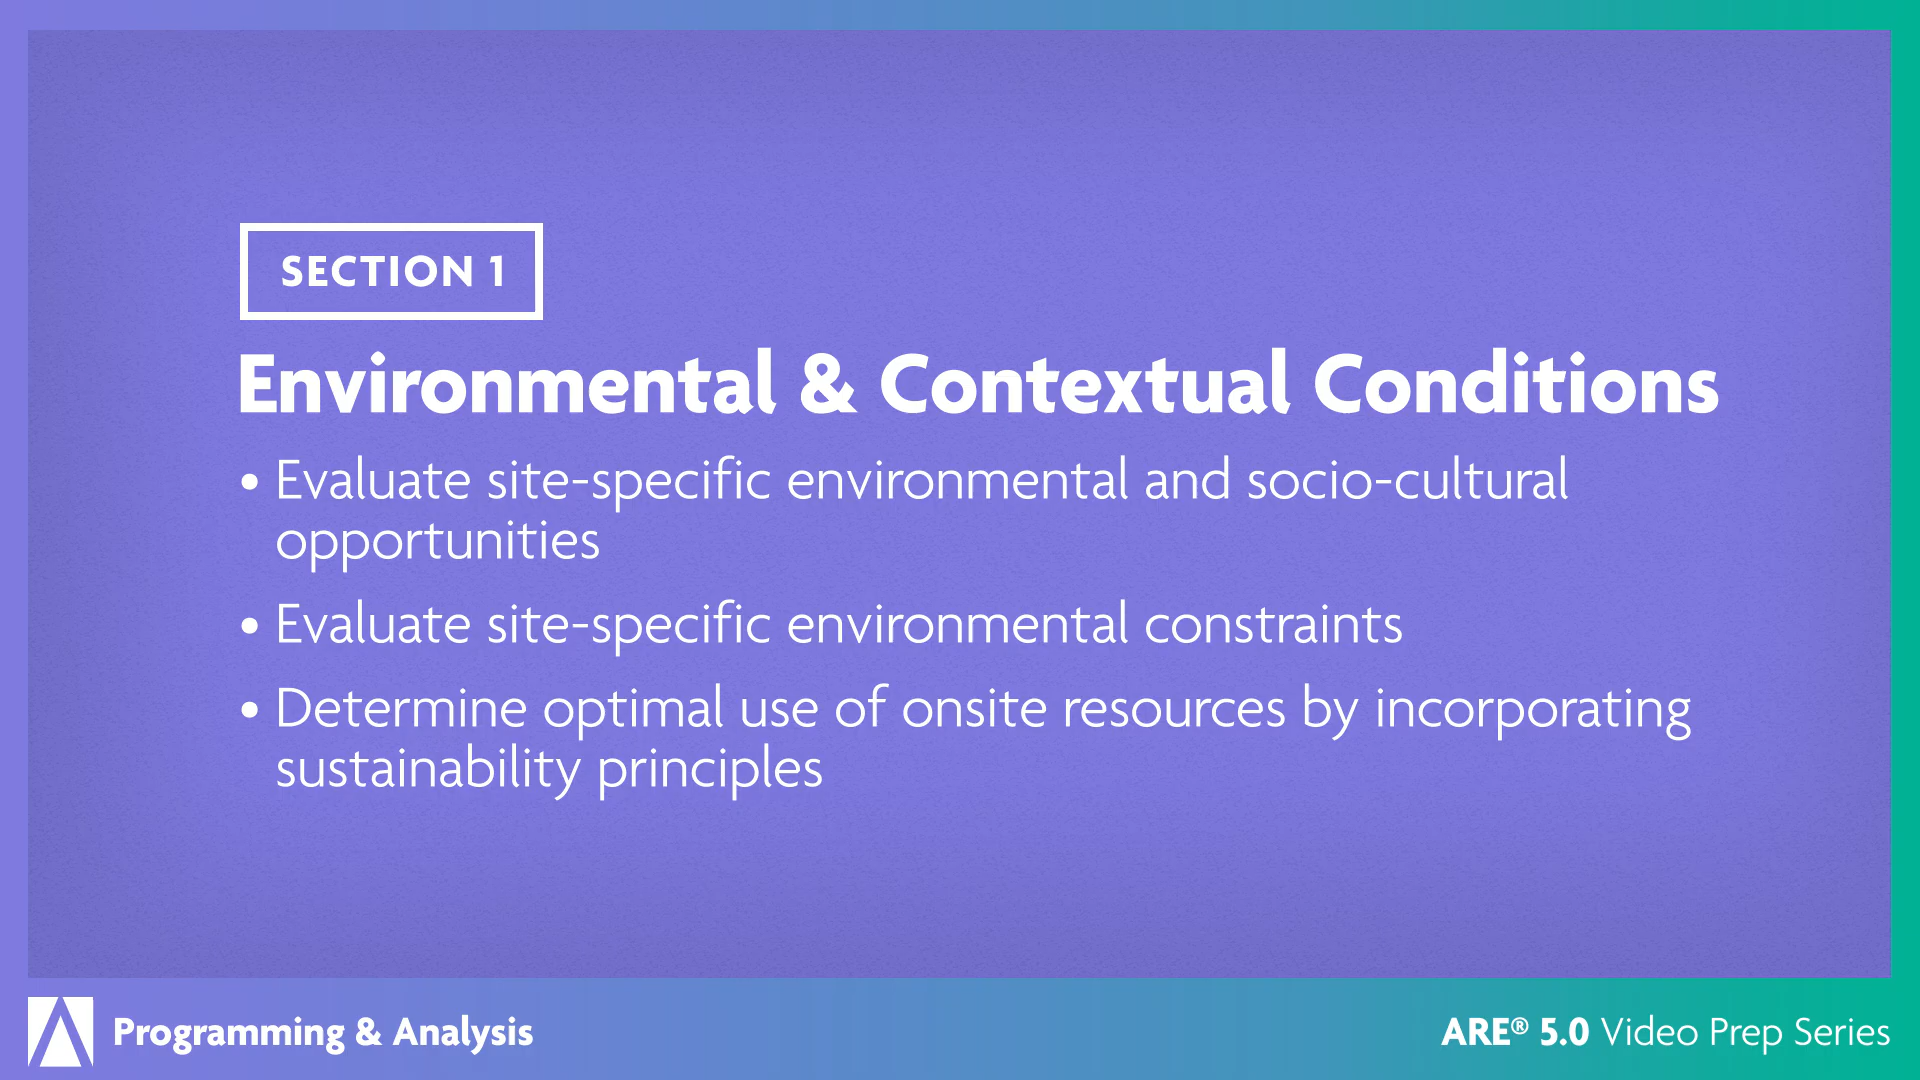 SECTION 1
Environmental & Contextual Conditions
• Evaluate site-specific environmental and socio-cultural
opportunities
• Evaluate site-specific environmental constraints
• Determine optimal use of onsite resources by incorporating
sustainability principles
Programming & Analysis
ARE® 5.0 Video Prep Series